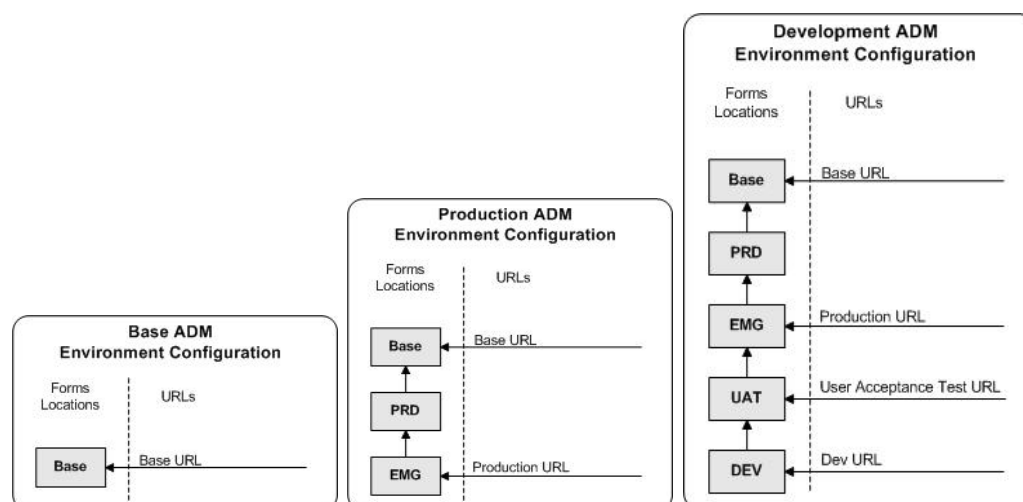 Base ADM
Environment Configuration
Forms
Locations
URLs
Base
Base URL
Production ADM
Environment Configuration
Forms
Locations
URLs
Base
Base URL
PRD
EMG
Production URL
Development ADM
Environment Configuration
Forms
Locations
URLs
Base
Base URL
PRD
EMG
Production URL
UAT
User Acceptance Test URL
DEV
Dev URL